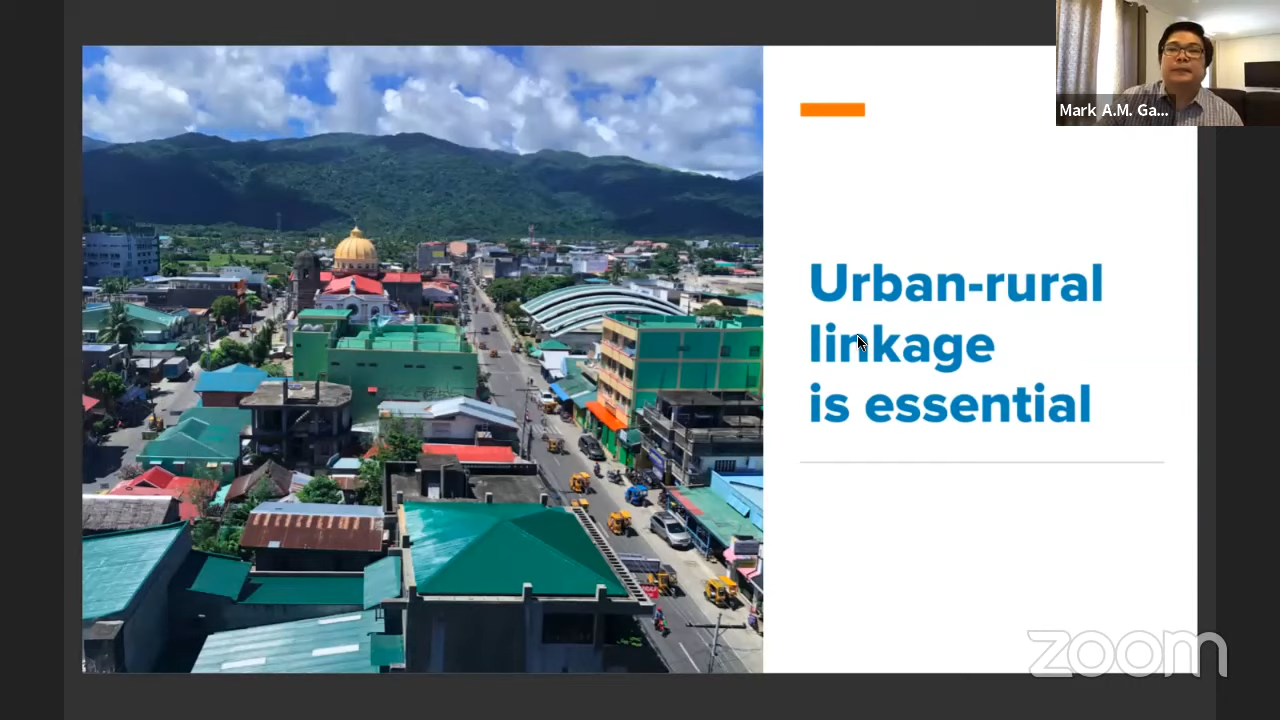 Mark A.M. Ga...
Urban-rural
linkage
is essential
zoom